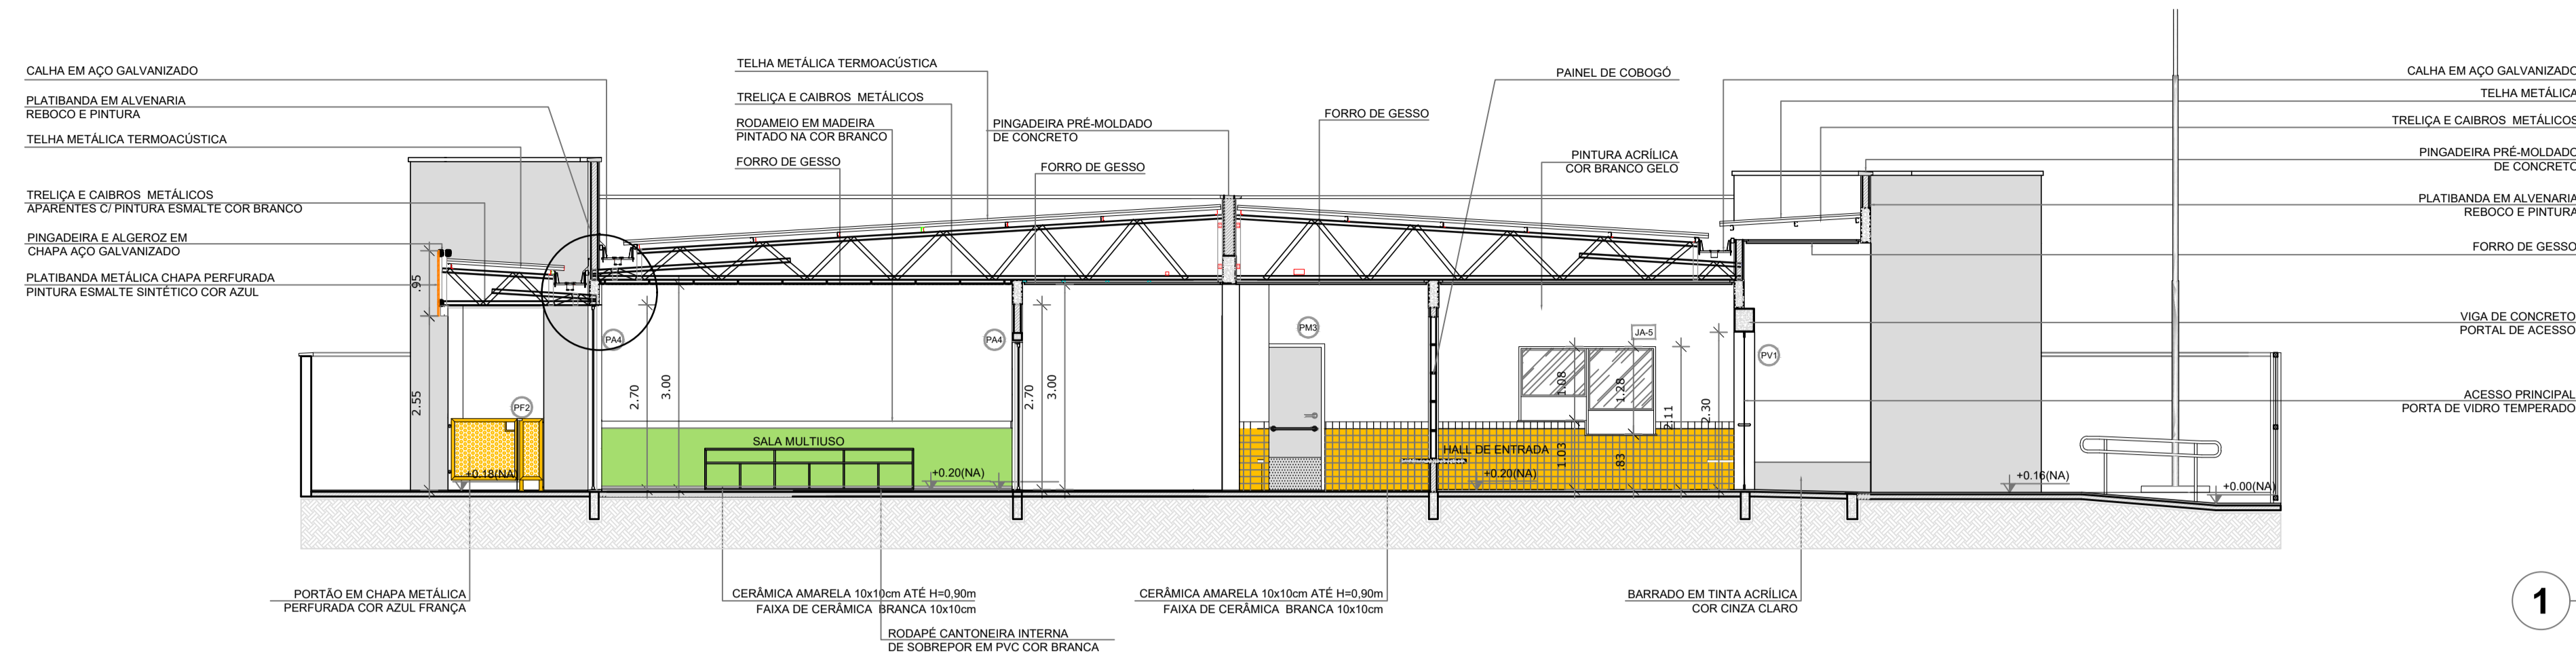 CALHA EM AÇO GALVANIZADO
PLATIBANDA EM ALVENARIA
REBOCO E PINTURA
TELHA METÁLICA TERMOACÚSTICA
TRELIÇA E CAIBROS METÁLICOS
APARENTES C/ PINTURA ESMALTE COR BRANCO
PINGADEIRA E ALGEROZ EM
CHAPA AÇO GALVANIZADO
PLATIBANDA METÁLICA CHAPA PERFURADA
PINTURA ESMALTE SINTÉTICO COR AZUL
TELHA METÁLICA TERMOACÚSTICA
TRELIÇA E CAIBROS METÁLICOS
RODAMEIO EM MADEIRA
PINTADO NA COR BRANCO
FORRO DE GESSO
PINGADEIRA PRÉ-MOLDADO
DE CONCRETO
FORRO DE GESSO
FORRO DE GESSO
PAINEL DE COBOGÓ
PINTURA ACRÍLICA
COR BRANCO GELO
CALHA EM AÇO GALVANIZADO
TELHA METÁLICA
TRELIÇA E CAIBROS METÁLICOS
PINGADEIRA PRÉ-MOLDADO
DE CONCRETO
PLATIBANDA EM ALVENARIA
REBOCO E PINTURA
FORRO DE GESSO
VIGA DE CONCRETO
PORTAL DE ACESSO
ACESSO PRINCIPAL
PORTA DE VIDRO TEMPERADO
.95
2.55
PF2
+0.18(NA)
PA4
2.70
3.00
SALA MULTIUSO
+0.20(NA)
PA4
2.70
3.00
PM3
JA-5
1.08
1.28
1.03
.83
2.11
2.30
HALL DE ENTRADA
+0.20(NA)
PV1
+0.16(NA)
+0.00(NA)
PORTÃO EM CHAPA METÁLICA
PERFURADA COR AZUL FRANÇA
CERÂMICA AMARELA 10x10cm ATÉ H=0,90m
FAIXA DE CERÂMICA BRANCA 10x10cm
RODAPÉ CANTONEIRA INTERNA
DE SOBREPOR EM PVC COR BRANCA
CERÂMICA AMARELA 10x10cm ATÉ H=0,90m
FAIXA DE CERÂMICA BRANCA 10x10cm
BARRADO EM TINTA ACRÍLICA
COR CINZA CLARO
1